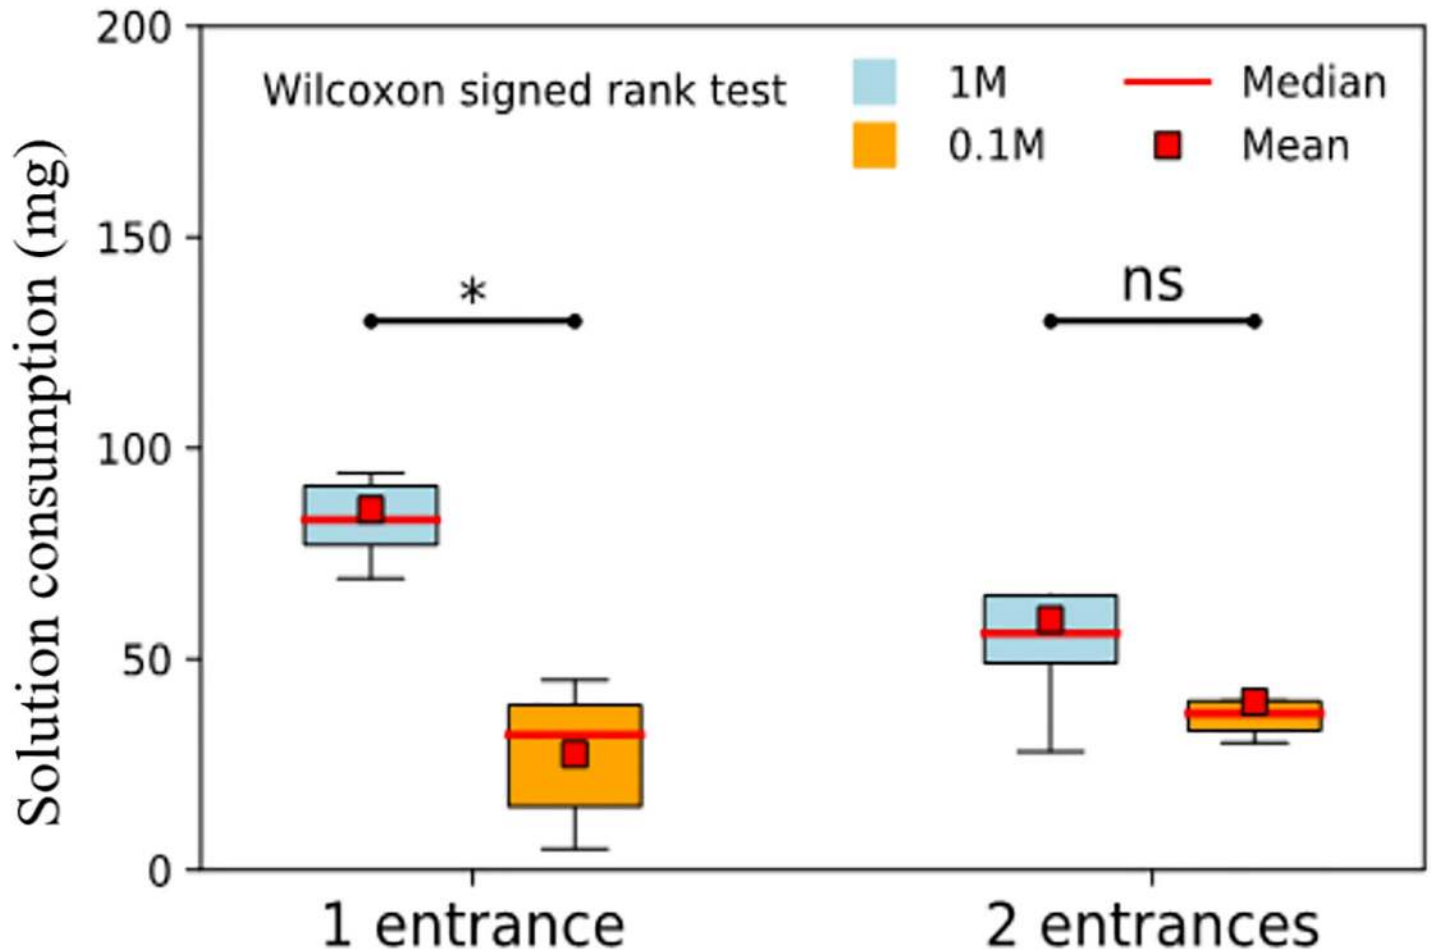 Solution consumption (mg)
200
150
100
50
0
Wilcoxon signed rank test
1M
0.1M
Median
Mean
*
ns
1 entrance
2 entrances